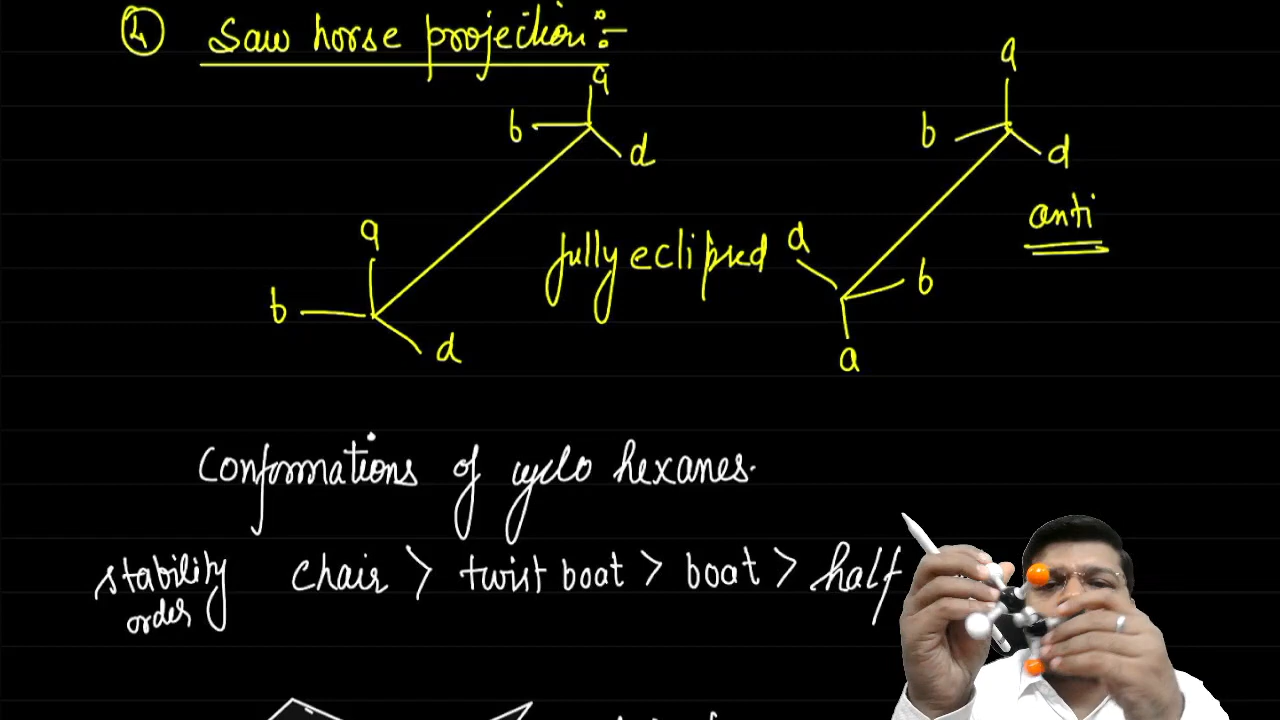 4 Saw horse projection :-
a
b
d
a
b
d
fully eclipsed
a
b
d
anti
d
b
a
Conformations of cyclo hexanes.
stability order chair > twist boat > boat > half